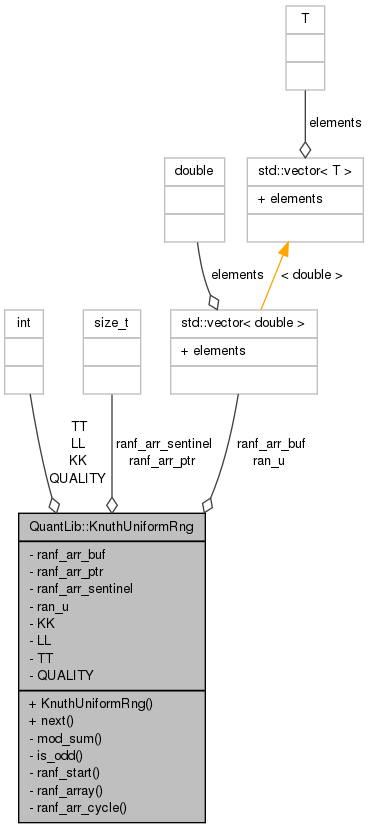 T
elements
double
std::vector< T >
+ elements
elements
< double >
int
size_t
std::vector< double >
+ elements
TT
LL
KK
QUALITY
ranf_arr_sentinel
ranf_arr_ptr
ranf_arr_buf
ran_u
QuantLib::KnuthUniformRng
- ranf_arr_buf
- ranf_arr_ptr
- ranf_arr_sentinel
- ran_u
- KK
- LL
- TT
- QUALITY
+ KnuthUniformRng()
+ next()
- mod_sum()
- is_odd()
- ranf_start()
- ranf_array()
- ranf_arr_cycle()